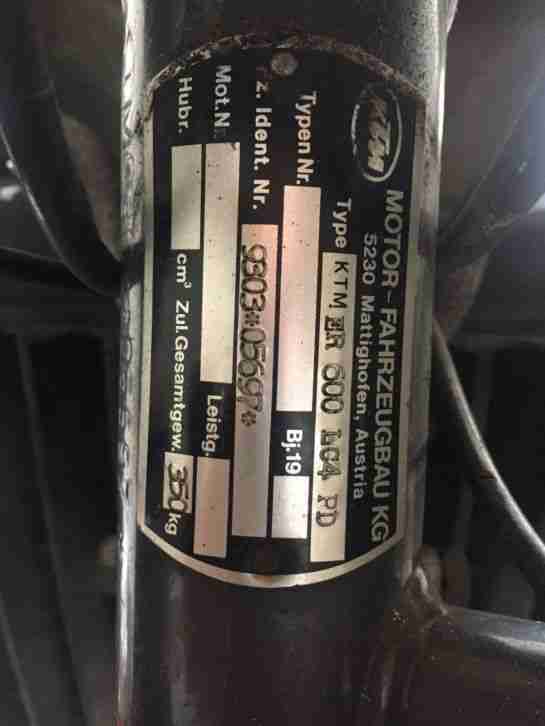 KTM MOTOR-FAHRZEUGBAU KG
5230 Mattighofen, Austria
Type KTM ER 600 LC4 PD
Typen Nr. Bj.19
z. Ident. Nr. 9303*05697*
Mot.N Leistg.
Hubr. cm³ Zul.Gesamtgew. 350 kg